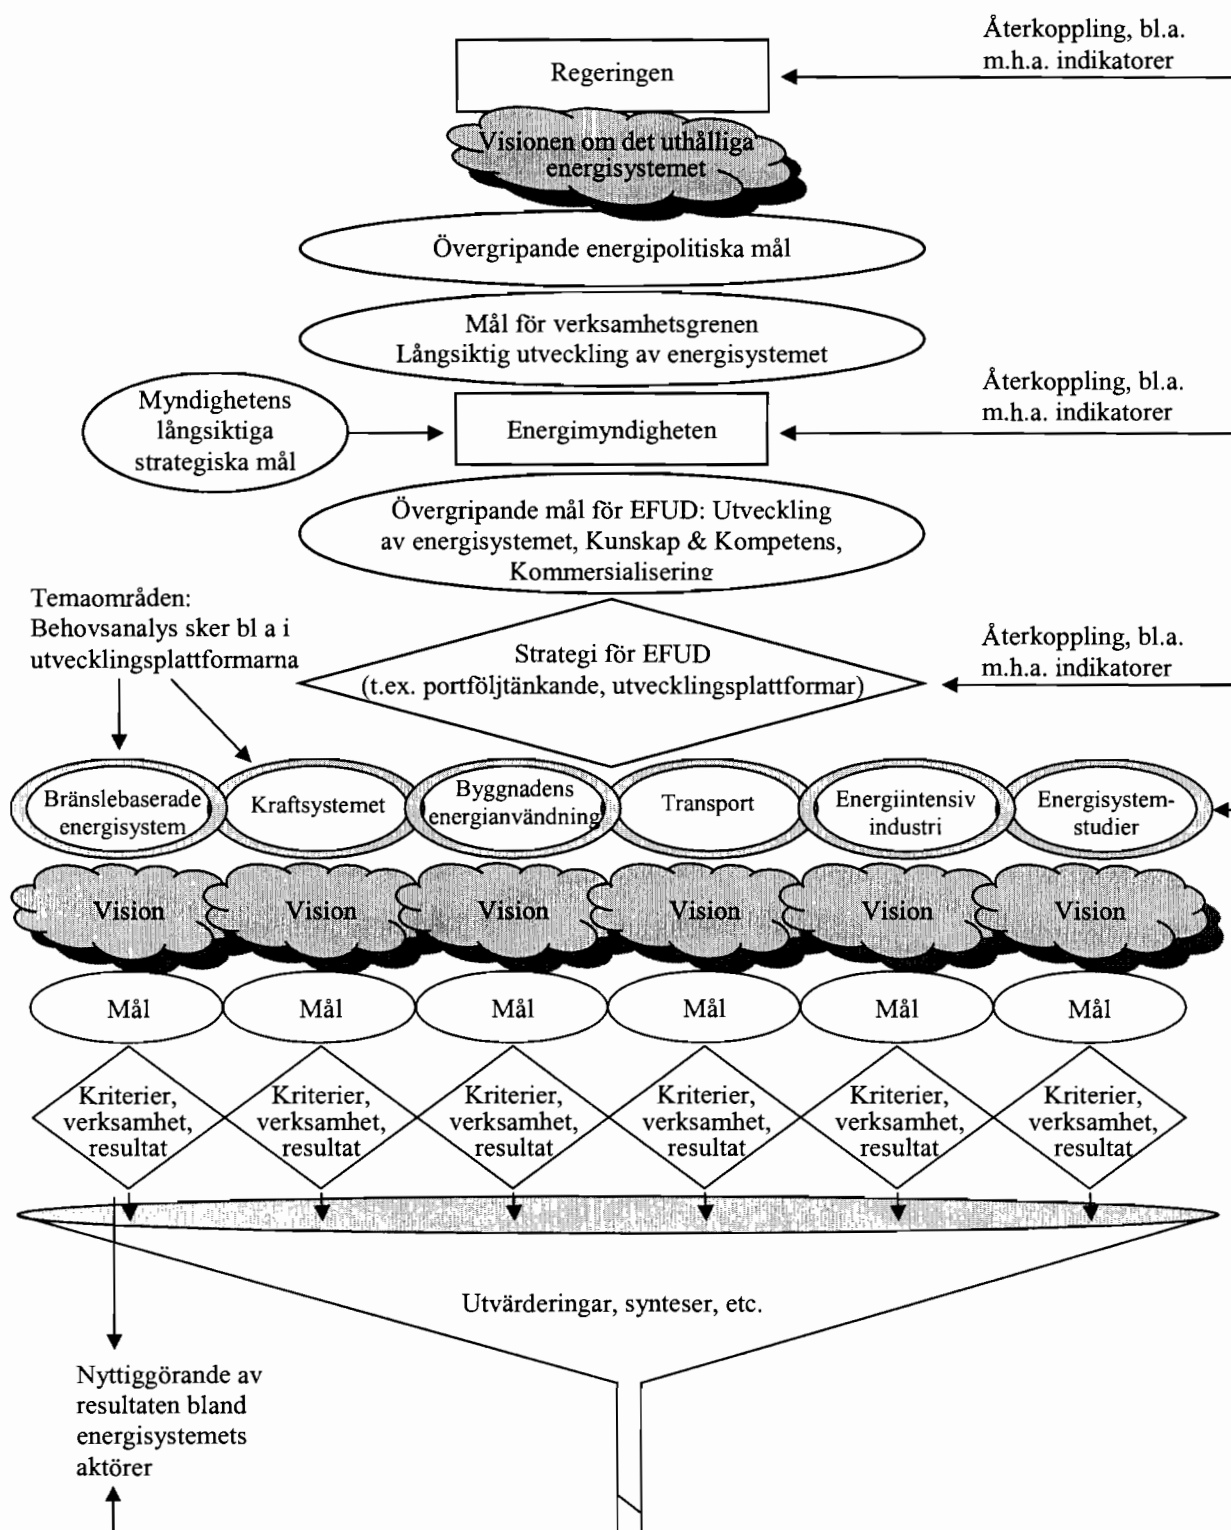 Återkoppling, bl.a.
m.h.a. indikatorer
Regeringen
Visionen om det uthålliga
energisystemet
Övergripande energipolitiska mål
Mål för verksamhetsgrenen
Långsiktig utveckling av energisystemet
Återkoppling, bl.a.
m.h.a. indikatorer
Myndighetens
långsiktiga
strategiska mål
Energimyndigheten
Övergripande mål för EFUD: Utveckling
av energisystemet, Kunskap & Kompetens,
Kommersialisering
Temaområden:
Behovsanalys sker bl a i
utvecklingsplattformarna
Strategi för EFUD
(t.ex. portföljtänkande, utvecklingsplattformar)
Återkoppling, bl.a.
m.h.a. indikatorer
Bränslebaserade
energisystem
Kraftsystemet
Byggnadens
energianvändning
Transport
Energiintensiv
industri
Energisystem-
studier
Vision
Vision
Vision
Vision
Vision
Vision
Mål
Mål
Mål
Mål
Mål
Mål
Kriterier,
verksamhet,
resultat
Kriterier,
verksamhet,
resultat
Kriterier,
verksamhet,
resultat
Kriterier,
verksamhet,
resultat
Kriterier,
verksamhet,
resultat
Kriterier,
verksamhet,
resultat
Utvärderingar, synteser, etc.
Nyttiggörande av
resultaten bland
energisystemets
aktörer